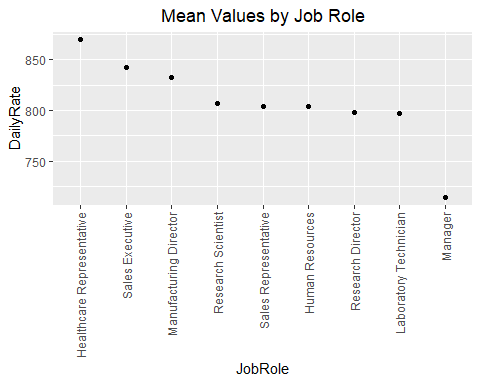 Mean Values by Job Role
DailyRate
850
800
750
Healthcare Representative
Sales Executive
Manufacturing Director
Research Scientist
Sales Representative
Human Resources
Research Director
Laboratory Technician
Manager
JobRole